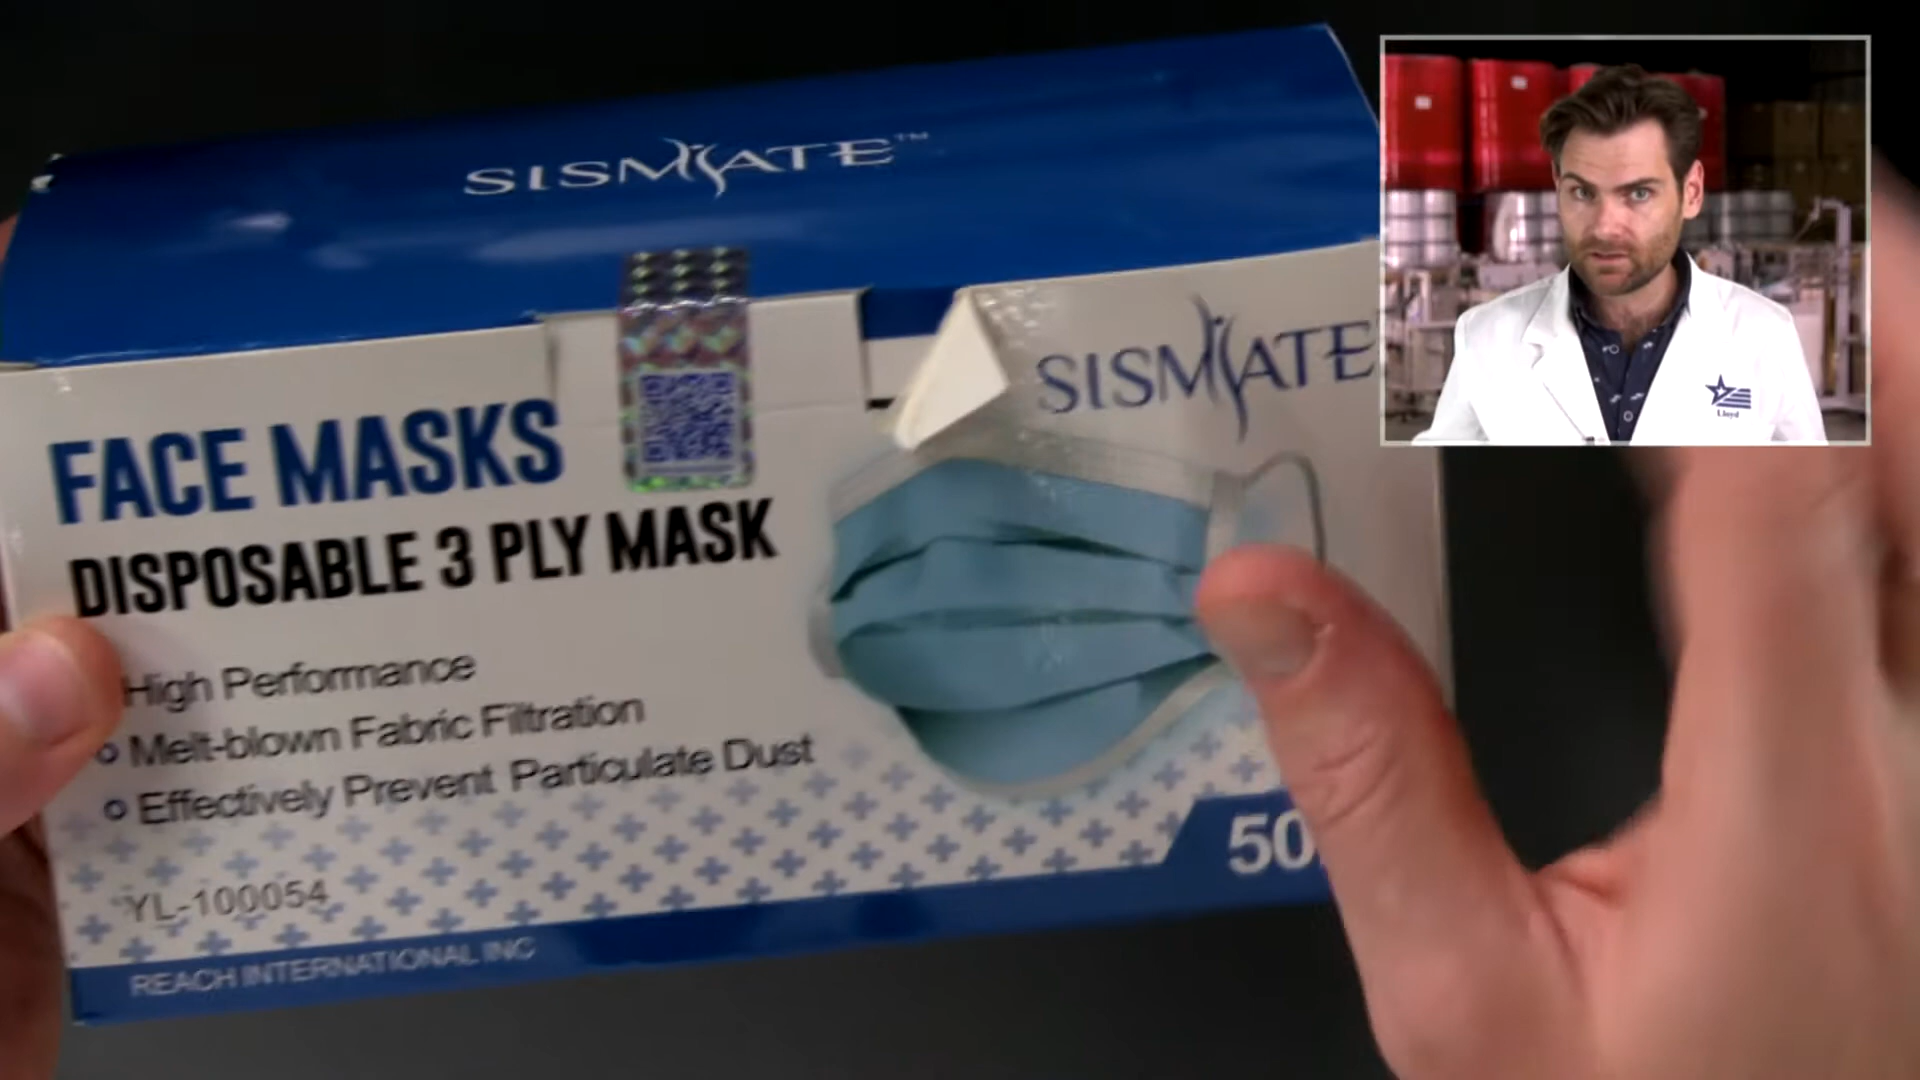 SISMATE™
SISMATE
FACE MASKS
DISPOSABLE 3 PLY MASK
High Performance
Melt-blown Fabric Filtration
Effectively Prevent Particulate Dust
50
YL-100054
REACH INTERNATIONAL INC
Lloyd